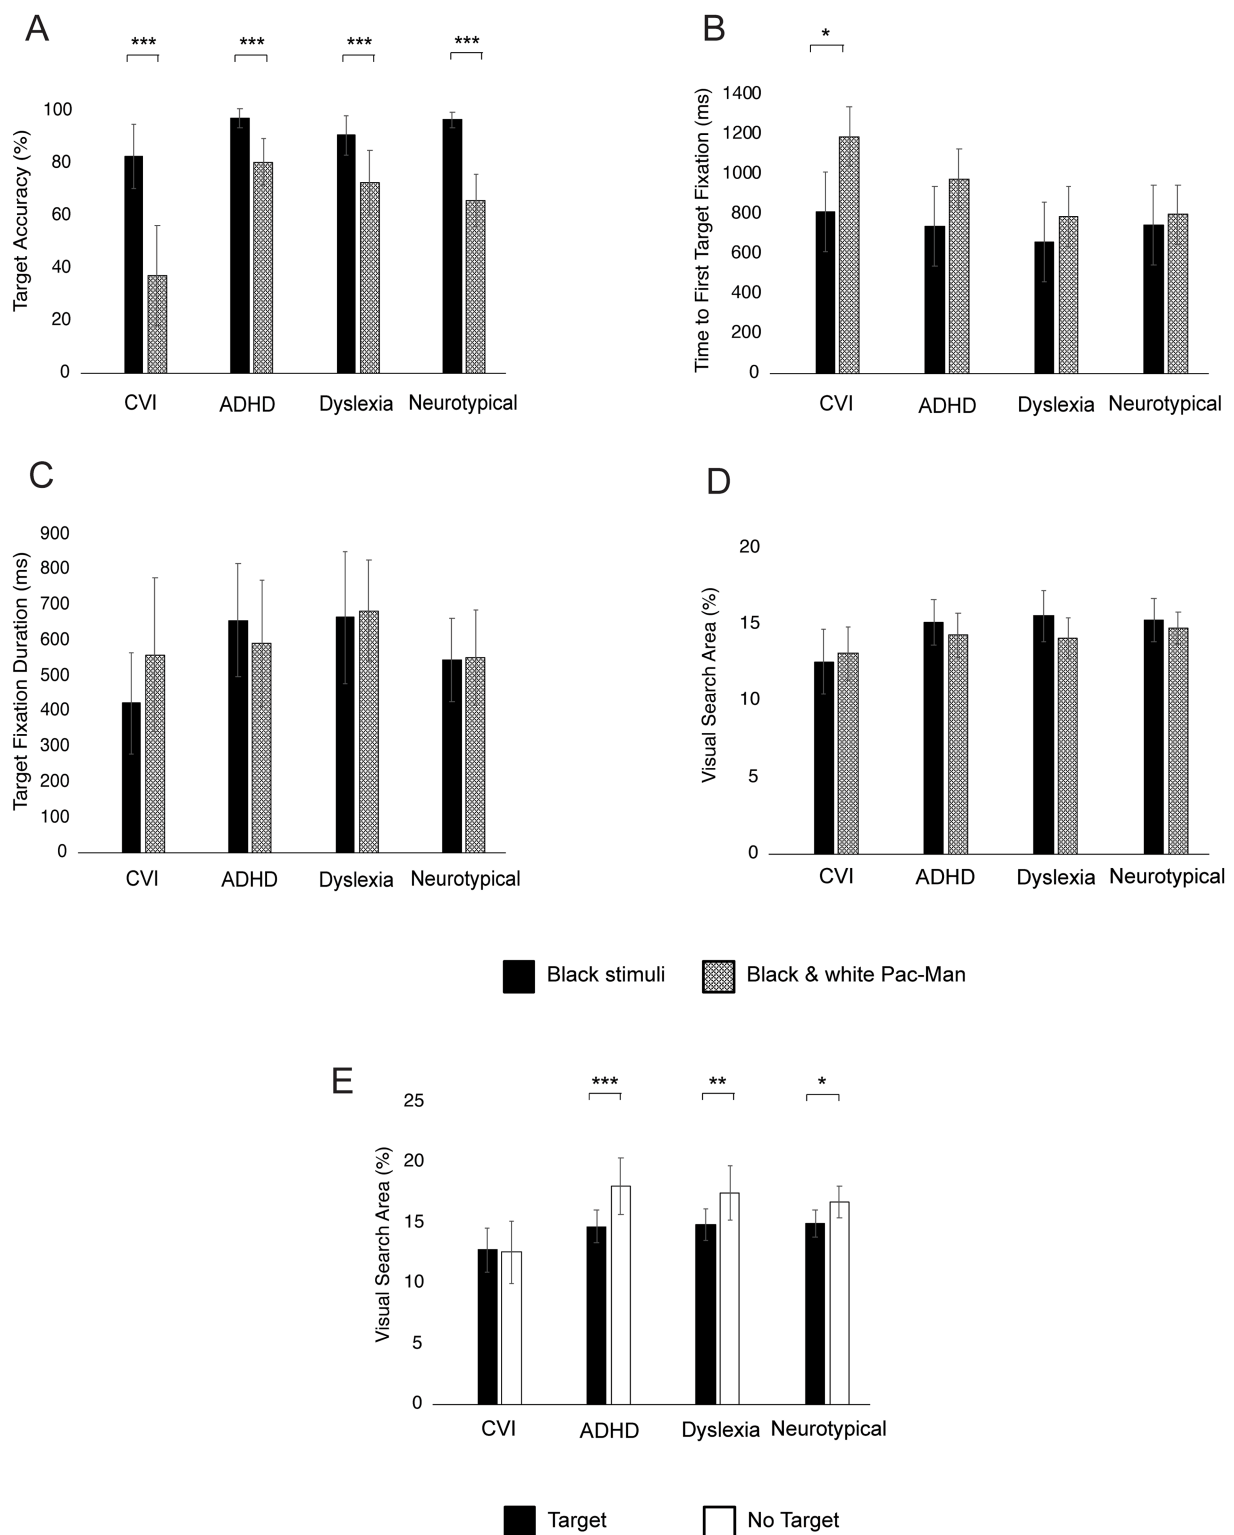 A
*** *** *** ***
Target Accuracy (%)
100
80
60
40
20
0
CVI ADHD Dyslexia Neurotypical
B
*
Time to First Target Fixation (ms)
1400
1200
1000
800
600
400
200
0
CVI ADHD Dyslexia Neurotypical
C
Target Fixation Duration (ms)
900
800
700
600
500
400
300
200
100
0
CVI ADHD Dyslexia Neurotypical
D
Visual Search Area (%)
20
15
10
5
0
CVI ADHD Dyslexia Neurotypical
Black stimuli Black & white Pac-Man
E
*** ** *
Visual Search Area (%)
25
20
15
10
5
0
CVI ADHD Dyslexia Neurotypical
Target No Target